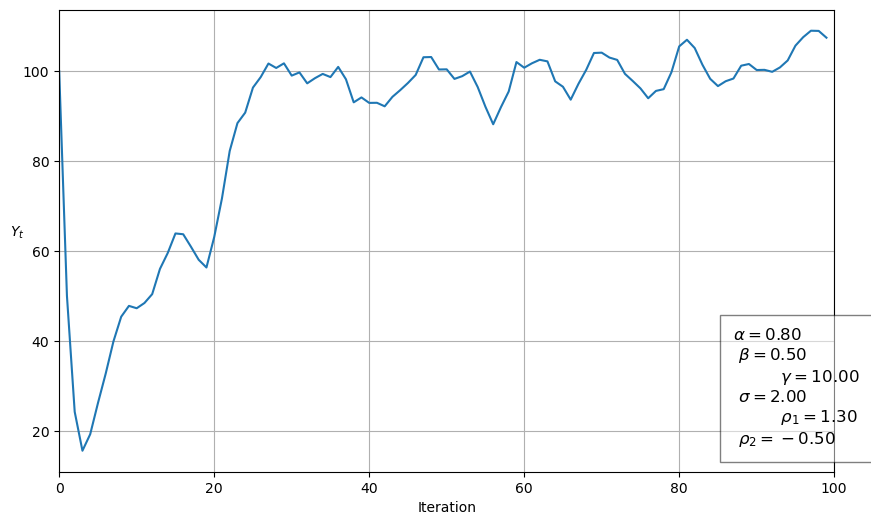 100
80
60
40
20
Y_t
0 20 40 60 80 100
Iteration
α = 0.80
β = 0.50
γ = 10.00
σ = 2.00
ρ₁ = 1.30
ρ₂ = −0.50